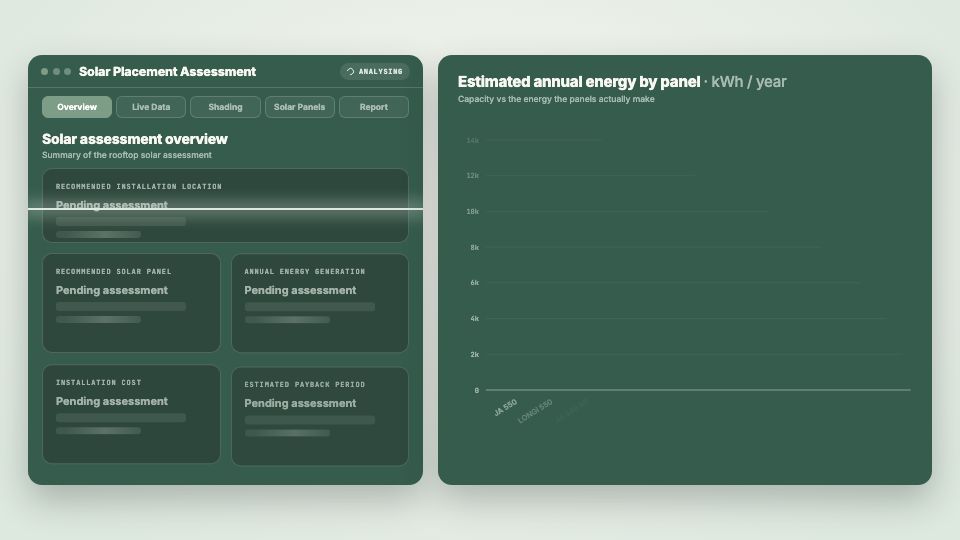 Solar Placement Assessment
ANALYSING
Overview
Live Data
Shading
Solar Panels
Report
Solar assessment overview
Summary of the rooftop solar assessment
RECOMMENDED INSTALLATION LOCATION
Pending assessment
RECOMMENDED SOLAR PANEL
Pending assessment
ANNUAL ENERGY GENERATION
Pending assessment
INSTALLATION COST
Pending assessment
ESTIMATED PAYBACK PERIOD
Pending assessment
Estimated annual energy by panel · kWh / year
Capacity vs the energy the panels actually make
14k
12k
10k
8k
6k
4k
2k
0
JA 550
LONGI 550